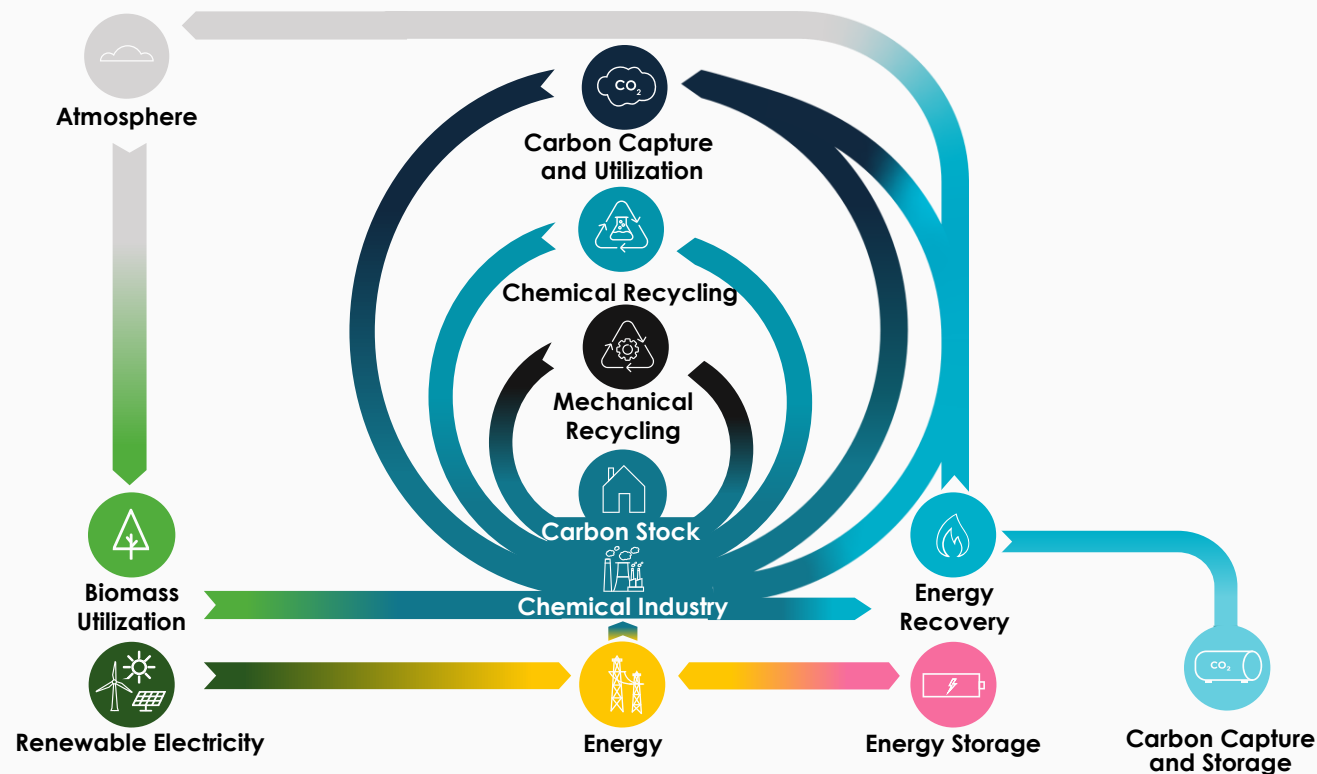 CO₂
Atmosphere
Carbon Capture
and Utilization
Chemical Recycling
Mechanical
Recycling
Carbon Stock
Chemical Industry
Biomass
Utilization
Energy
Recovery
CO₂
Renewable Electricity
Energy
Energy Storage
Carbon Capture
and Storage